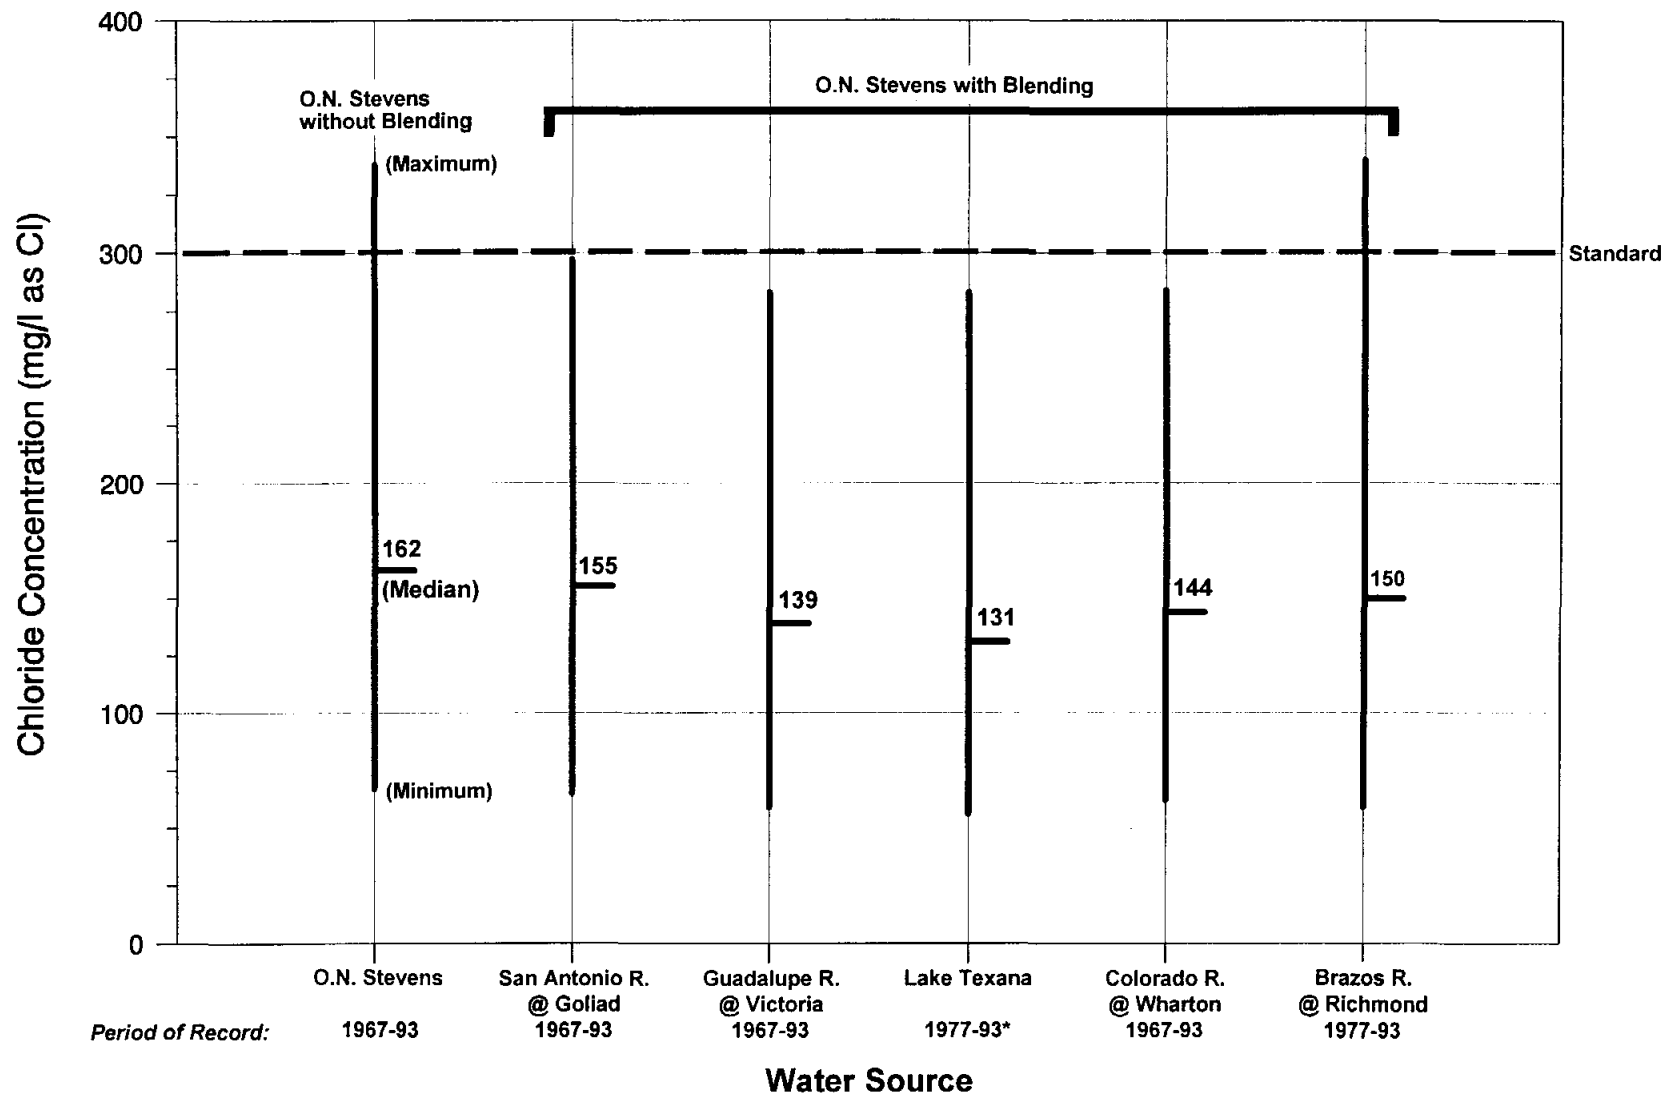 400
300
200
100
0
Chloride Concentration (mg/l as Cl)
O.N. Stevens
without Blending
O.N. Stevens with Blending
(Maximum)
Standard
162
(Median)
155
139
131
144
150
(Minimum)
O.N. Stevens
San Antonio R.
@ Goliad
Guadalupe R.
@ Victoria
Lake Texana
Colorado R.
@ Wharton
Brazos R.
@ Richmond
Period of Record:
1967-93
1967-93
1967-93
1977-93*
1967-93
1977-93
Water Source